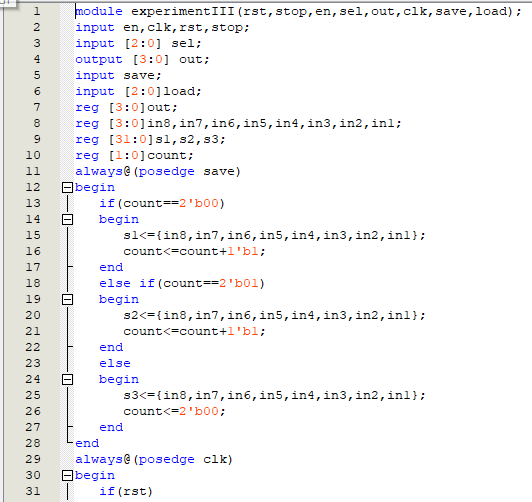 1 module experimentIII(rst,stop,en,sel,out,clk,save,load);
2 input en,clk,rst,stop;
3 input [2:0] sel;
4 output [3:0] out;
5 input save;
6 input [2:0]load;
7 reg [3:0]out;
8 reg [3:0]in8,in7,in6,in5,in4,in3,in2,in1;
9 reg [31:0]s1,s2,s3;
10 reg [1:0]count;
11 always@(posedge save)
12 begin
13 if(count==2'b00)
14 begin
15 s1<={in8,in7,in6,in5,in4,in3,in2,in1};
16 count<=count+1'b1;
17 end
18 else if(count==2'b01)
19 begin
20 s2<={in8,in7,in6,in5,in4,in3,in2,in1};
21 count<=count+1'b1;
22 end
23 else
24 begin
25 s3<={in8,in7,in6,in5,in4,in3,in2,in1};
26 count<=2'b00;
27 end
28 end
29 always@(posedge clk)
30 begin
31 if(rst)